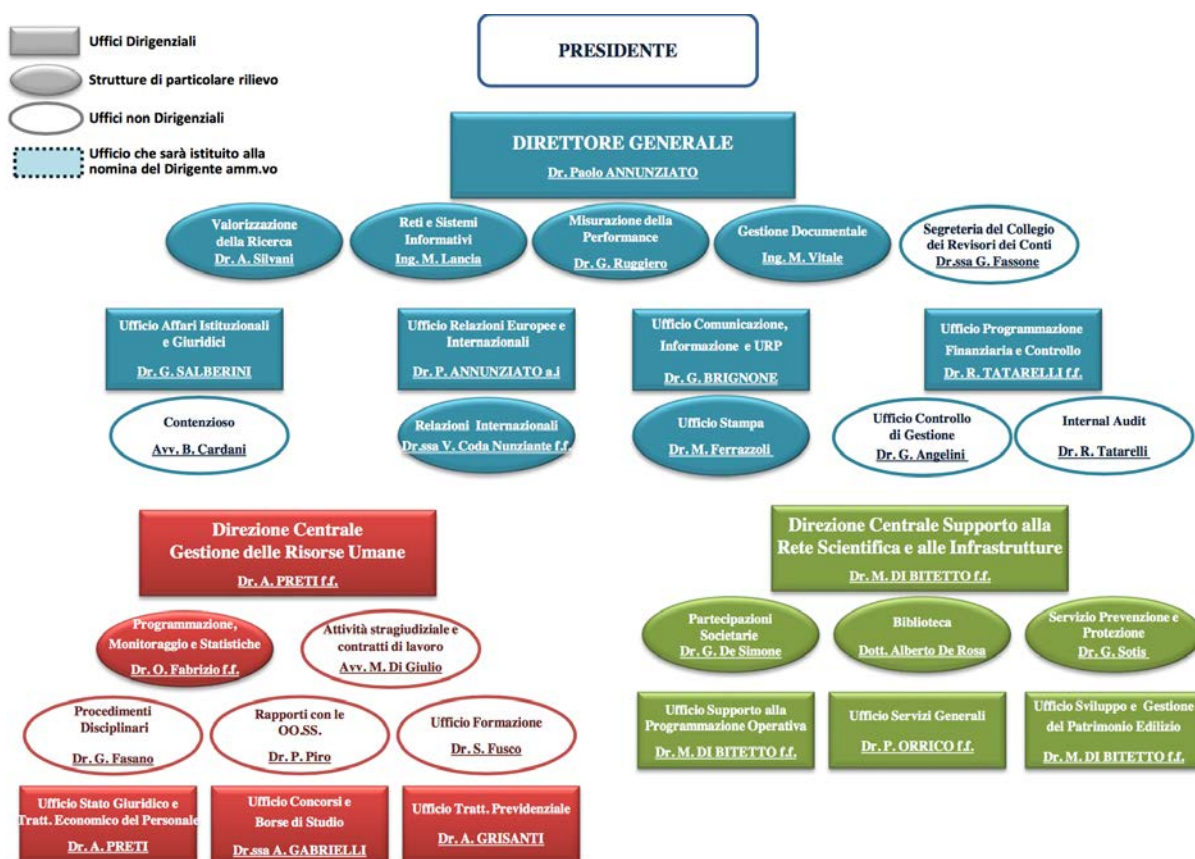 Uffici Dirigenziali
Strutture di particolare rilievo
Uffici non Dirigenziali
Ufficio che sarà istituito alla
nomina del Dirigente amm.vo
PRESIDENTE
DIRETTORE GENERALE
Dr. Paolo ANNUNZIATO
Valorizzazione
della Ricerca
Dr. A. Silvani
Reti e Sistemi
Informativi
Ing. M. Lancia
Misurazione della
Performance
Dr. G. Ruggiero
Gestione Documentale
Ing. M. Vitale
Segreteria del Collegio
dei Revisori dei Conti
Dr.ssa G. Fassone
Ufficio Affari Istituzionali
e Giuridici
Dr. G. SALBERINI
Ufficio Relazioni Europee e
Internazionali
Dr. P. ANNUNZIATO a.i
Ufficio Comunicazione,
Informazione e URP
Dr. G. BRIGNONE
Ufficio Programmazione
Finanziaria e Controllo
Dr. R. TATARELLI f.f.
Contenzioso
Avv. B. Cardani
Relazioni Internazionali
Dr.ssa V. Coda Nunziante f.f.
Ufficio Stampa
Dr. M. Ferrazzoli
Ufficio Controllo
di Gestione
Dr. G. Angelini
Internal Audit
Dr. R. Tatarelli
Direzione Centrale
Gestione delle Risorse Umane
Dr. A. PRETI f.f.
Programmazione,
Monitoraggio e Statistiche
Dr. O. Fabrizio f.f.
Attività stragiudiziale e
contratti di lavoro
Avv. M. Di Giulio
Procedimenti
Disciplinari
Dr. G. Fasano
Rapporti con le
OO.SS.
Dr. P. Piro
Ufficio Formazione
Dr. S. Fusco
Ufficio Stato Giuridico e
Tratt. Economico del Personale
Dr. A. PRETI
Ufficio Concorsi e
Borse di Studio
Dr.ssa A. GABRIELLI
Ufficio Tratt. Previdenziale
Dr. A. GRISANTI
Direzione Centrale Supporto alla
Rete Scientifica e alle Infrastrutture
Dr. M. DI BITETTO f.f.
Partecipazioni
Societarie
Dr. G. De Simone
Biblioteca
Dott. Alberto De Rosa
Servizio Prevenzione e
Protezione
Dr. G. Sotis
Ufficio Supporto alla
Programmazione Operativa
Dr. M. DI BITETTO f.f.
Ufficio Servizi Generali
Dr. P. ORRICO f.f.
Ufficio Sviluppo e Gestione
del Patrimonio Edilizio
Dr. M. DI BITETTO f.f.